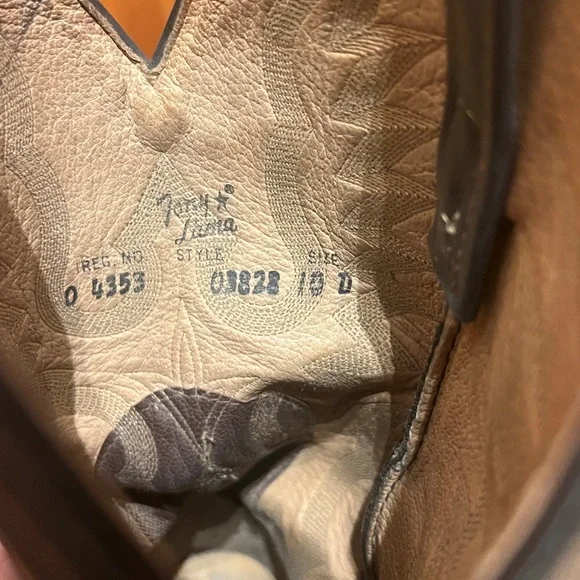 Tony
Lama ®
REG. NO. STYLE SIZE
0 4353 03828 10 D